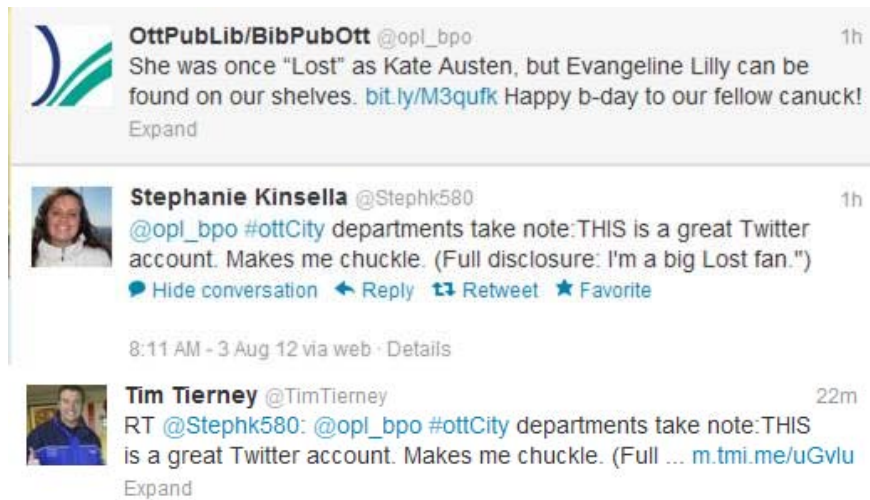 OttPubLib/BibPubOtt @opl_bpo 1h
She was once “Lost” as Kate Austen, but Evangeline Lilly can be
found on our shelves. bit.ly/M3qufk Happy b-day to our fellow canuck!
Expand
Stephanie Kinsella @Stephk580 1h
@opl_bpo #ottCity departments take note:THIS is a great Twitter
account. Makes me chuckle. (Full disclosure: I'm a big Lost fan.")
Hide conversation Reply Retweet Favorite
8:11 AM - 3 Aug 12 via web · Details
Tim Tierney @TimTierney 22m
RT @Stephk580: @opl_bpo #ottCity departments take note:THIS
is a great Twitter account. Makes me chuckle. (Full ... m.tmi.me/uGvlu
Expand